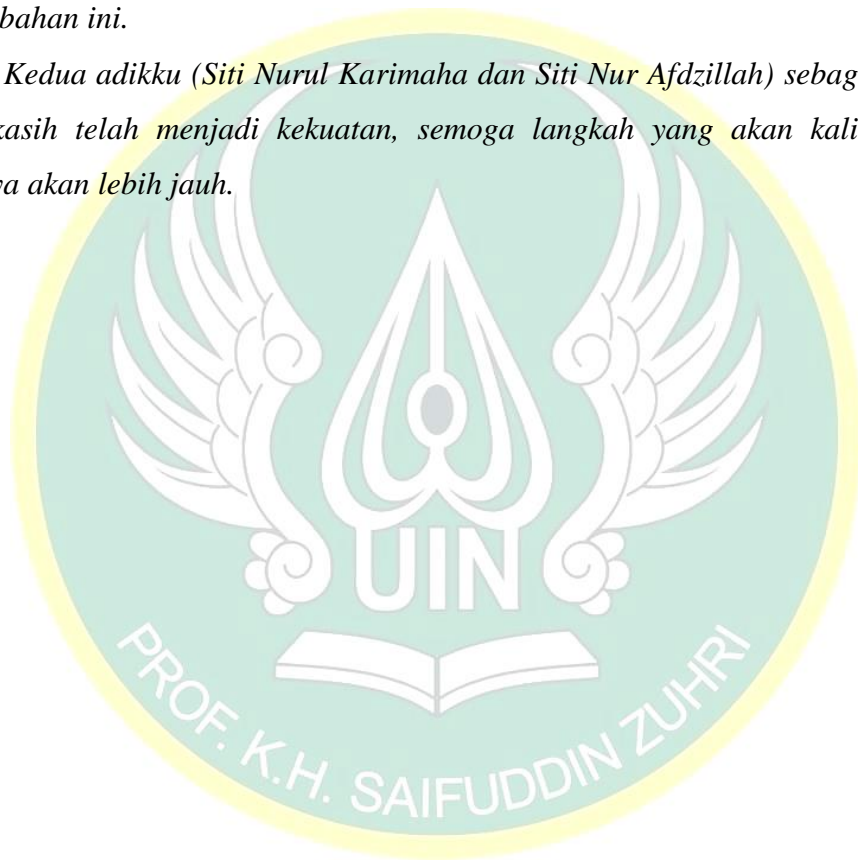 bahan ini.
Kedua adikku (Siti Nurul Karimaha dan Siti Nur Afdzillah) sebag
kasih telah menjadi kekuatan, semoga langkah yang akan kali
akan lebih jauh.
UIN
PROF. K.H. SAIFUDDIN ZUHRI